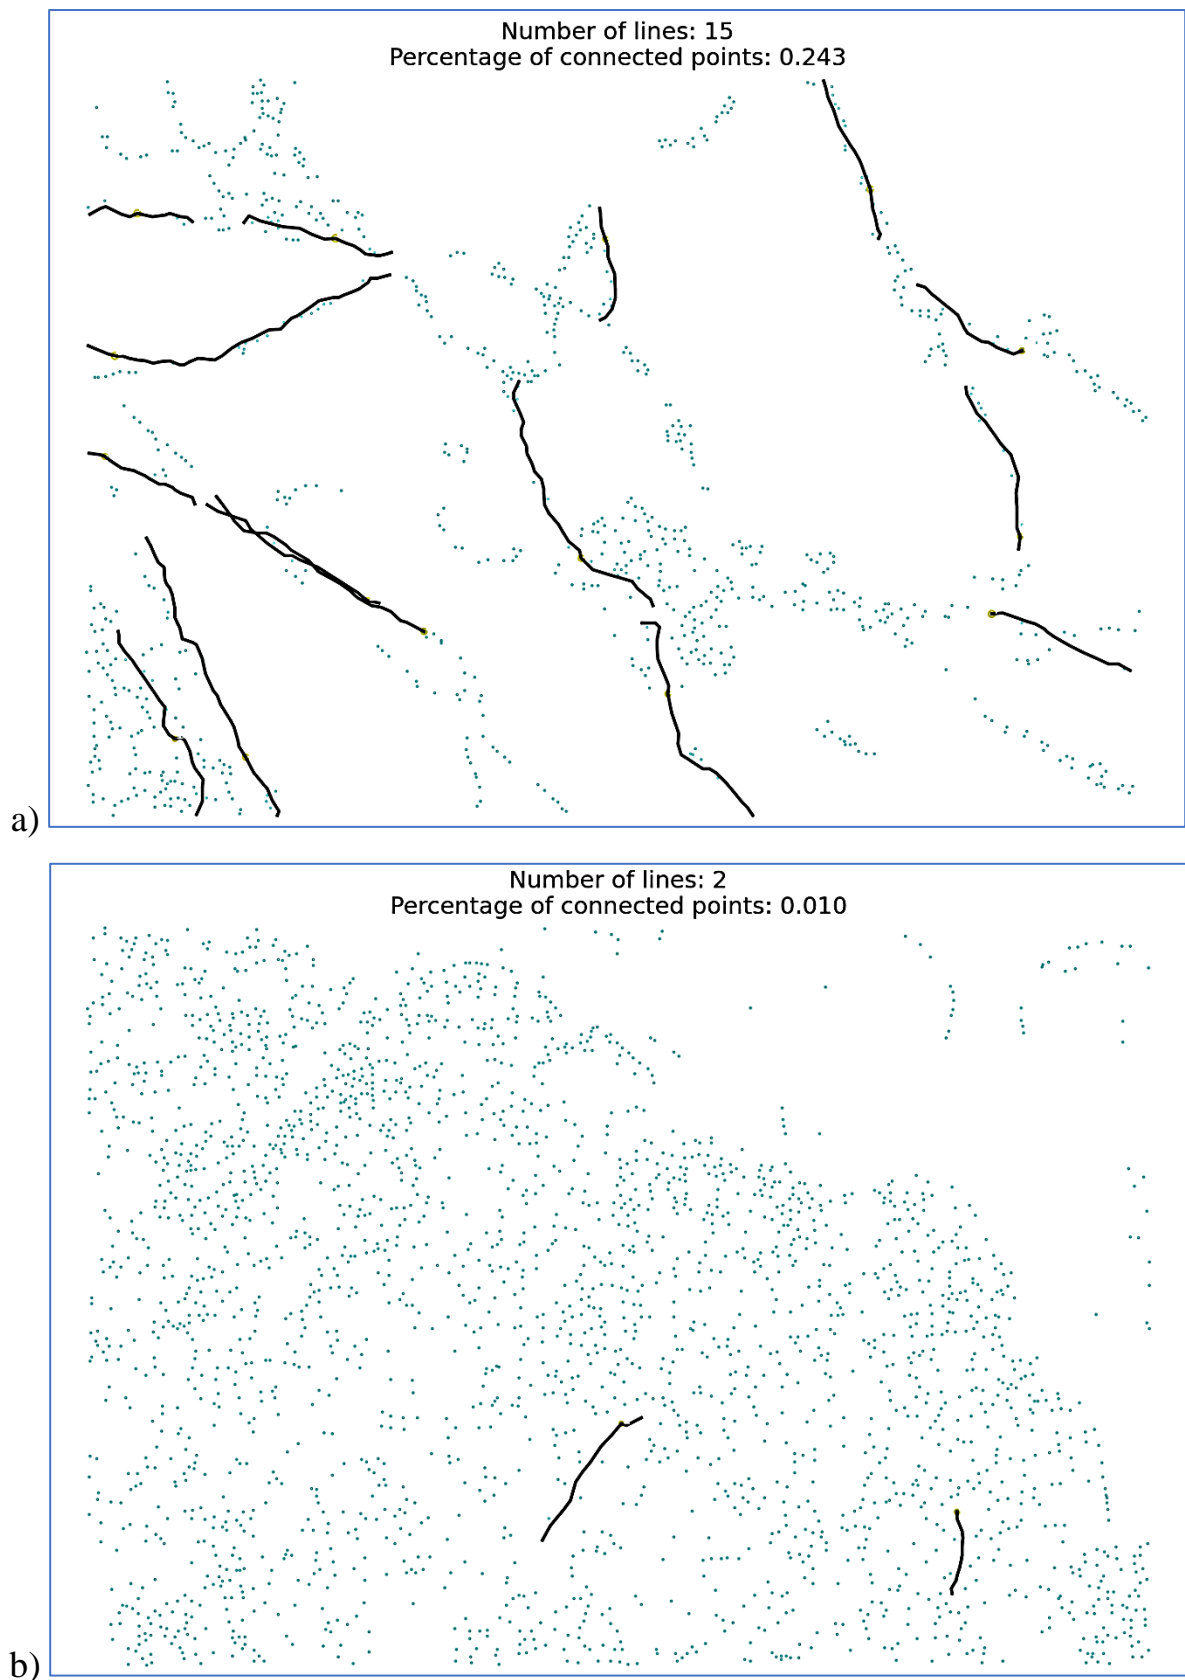 Number of lines: 15
Percentage of connected points: 0.243
a)
Number of lines: 2
Percentage of connected points: 0.010
b)